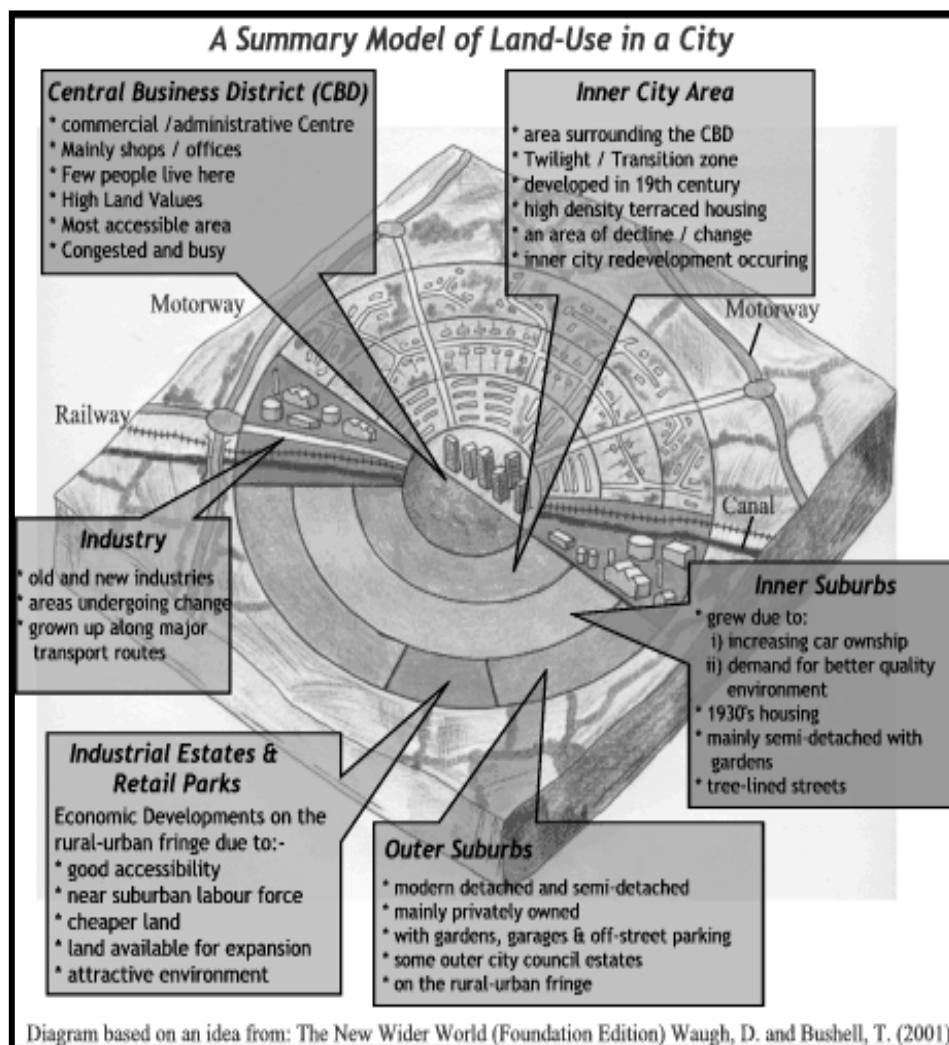 A Summary Model of Land-Use in a City
Central Business District (CBD)
* commercial /administrative Centre
* Mainly shops / offices
* Few people live here
* High Land Values
* Most accessible area
* Congested and busy
Inner City Area
* area surrounding the CBD
* Twilight / Transition zone
* developed in 19th century
* high density terraced housing
* an area of decline / change
* inner city redevelopment occuring
Motorway
Motorway
Railway
Canal
Industry
* old and new industries
* areas undergoing change
* grown up along major
transport routes
Inner Suburbs
* grew due to:
i) increasing car ownship
ii) demand for better quality
environment
* 1930's housing
* mainly semi-detached with
gardens
* tree-lined streets
Industrial Estates &
Retail Parks
Economic Developments on the
rural-urban fringe due to:-
* good accessibility
* near suburban labour force
* cheaper land
* land available for expansion
* attractive environment
Outer Suburbs
* modern detached and semi-detached
* mainly privately owned
* with gardens, garages & off-street parking
* some outer city council estates
* on the rural-urban fringe
Diagram based on an idea from: The New Wider World (Foundation Edition) Waugh, D. and Bushell, T. (2001)